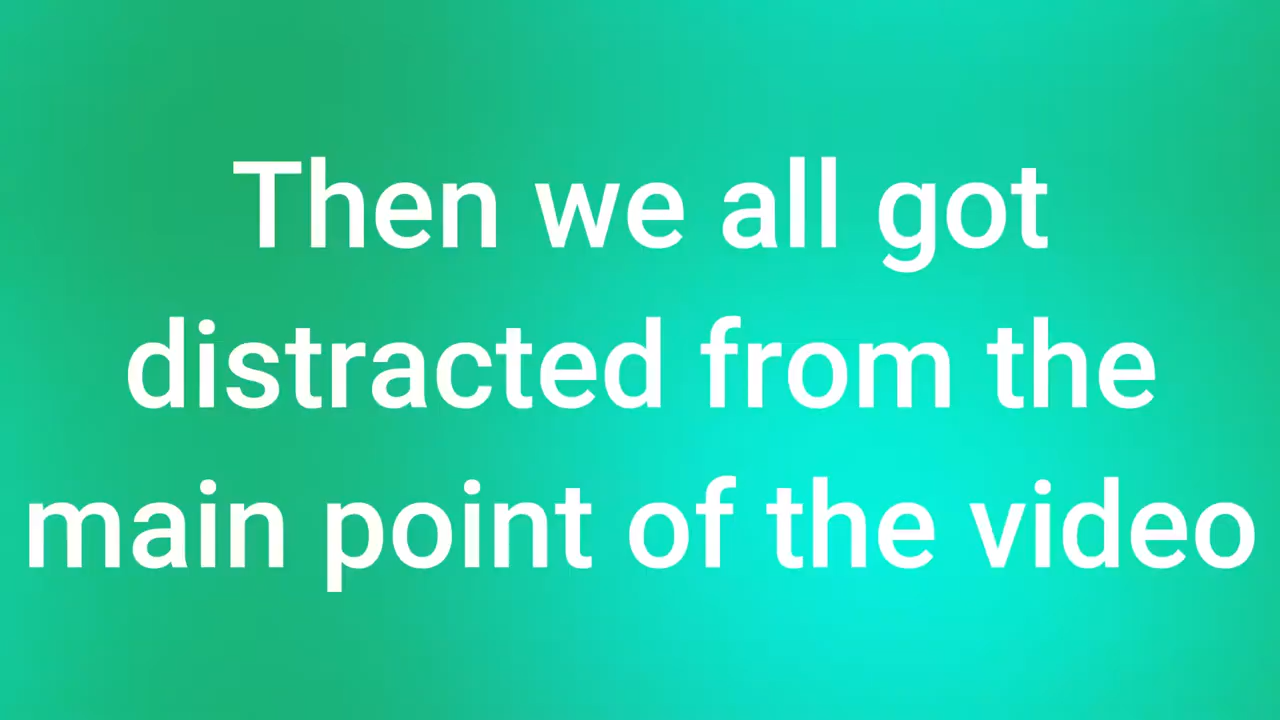 Then we all got
distracted from the
main point of the video